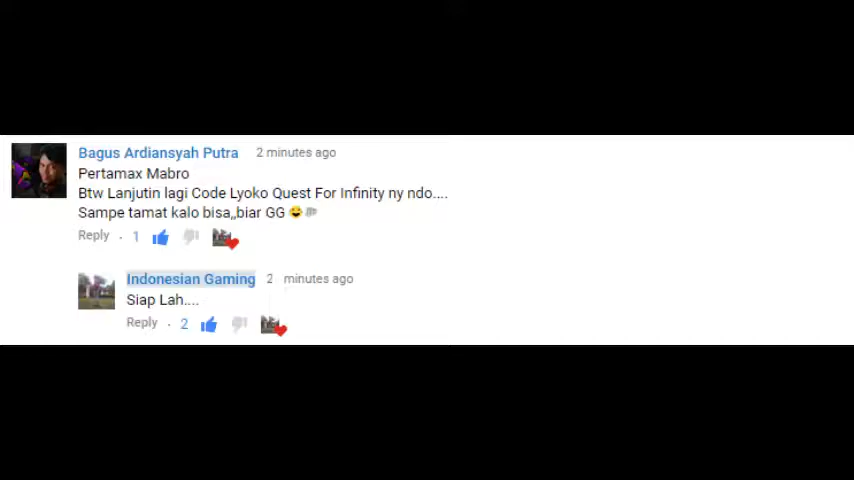 Bagus Ardiansyah Putra 2 minutes ago
Pertamax Mabro
Btw Lanjutin lagi Code Lyoko Quest For Infinity ny ndo....
Sampe tamat kalo bisa,,biar GG 😂👊
Reply . 1
Indonesian Gaming 2 minutes ago
Siap Lah....
Reply . 2